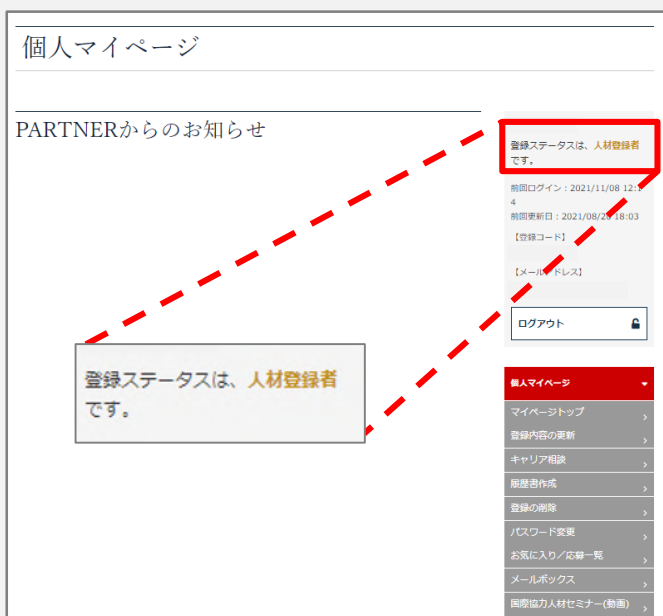 個人マイページ
PARTNERからのお知らせ
登録ステータスは、人材登録者
です。
前回ログイン：2021/11/08 12:1
4
前回更新日：2021/08/26 18:03
【登録コード】
【メールアドレス】
ログアウト
登録ステータスは、人材登録者
です。
個人マイページ
マイページトップ
登録内容の更新
キャリア相談
履歴書作成
登録の削除
パスワード変更
お気に入り／応募一覧
メールボックス
国際協力人材セミナー(動画)